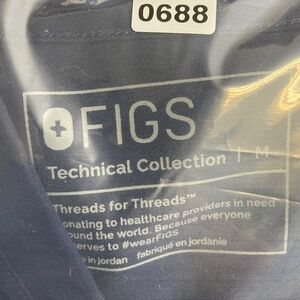 0688
FIGS
Technical Collection | M
Threads for Threads™
onating to healthcare providers in need
ound the world. Because everyone
serves to #wearFIGS
e in jordan fabriqué en jordanie